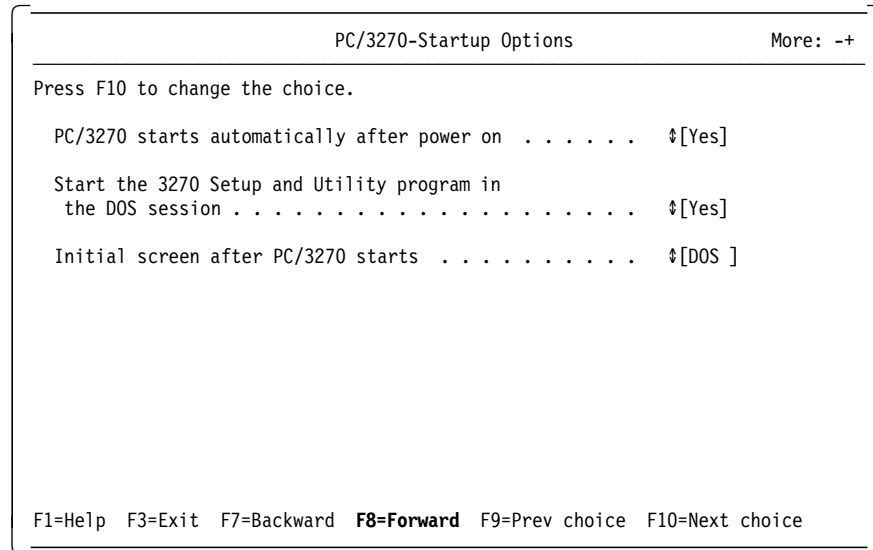 PC/3270-Startup Options More: -+
Press F10 to change the choice.
PC/3270 starts automatically after power on . . . . . . ⇕[Yes]
Start the 3270 Setup and Utility program in
the DOS session . . . . . . . . . . . . . . . . . . . . ⇕[Yes]
Initial screen after PC/3270 starts . . . . . . . . . . ⇕[DOS ]
F1=Help F3=Exit F7=Backward F8=Forward F9=Prev choice F10=Next choice